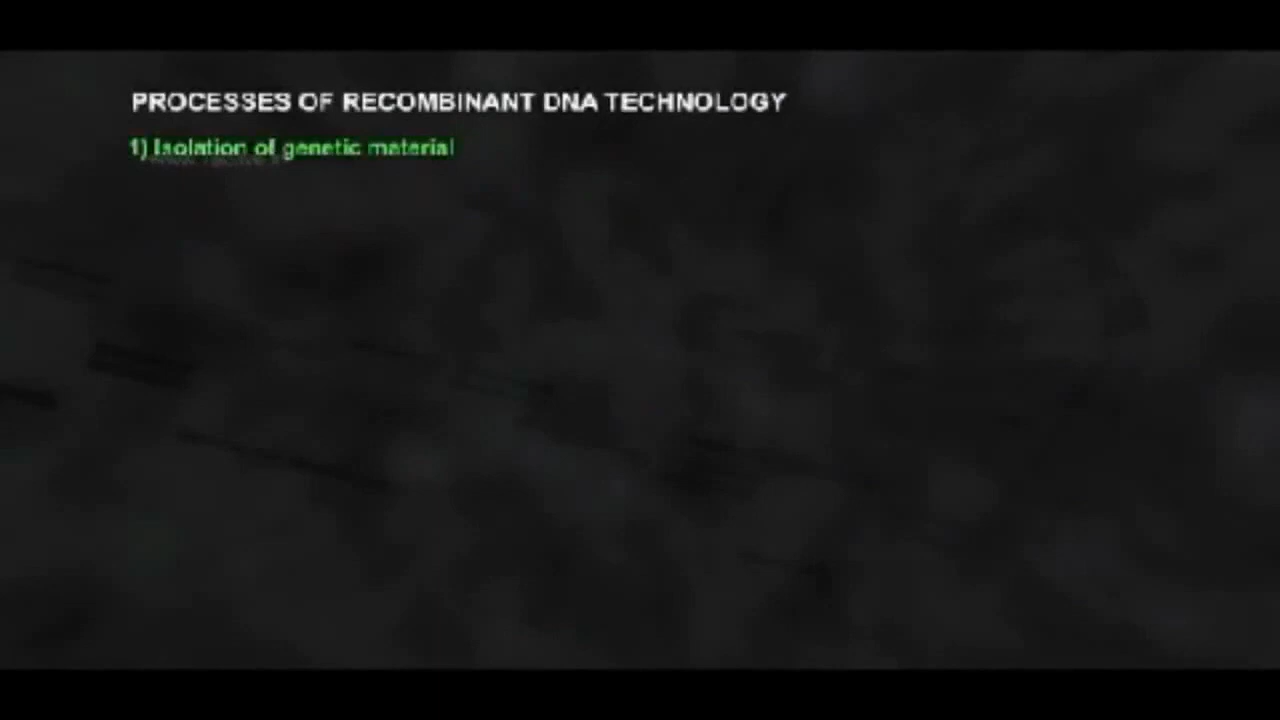 PROCESSES OF RECOMBINANT DNA TECHNOLOGY
1) Isolation of genetic material